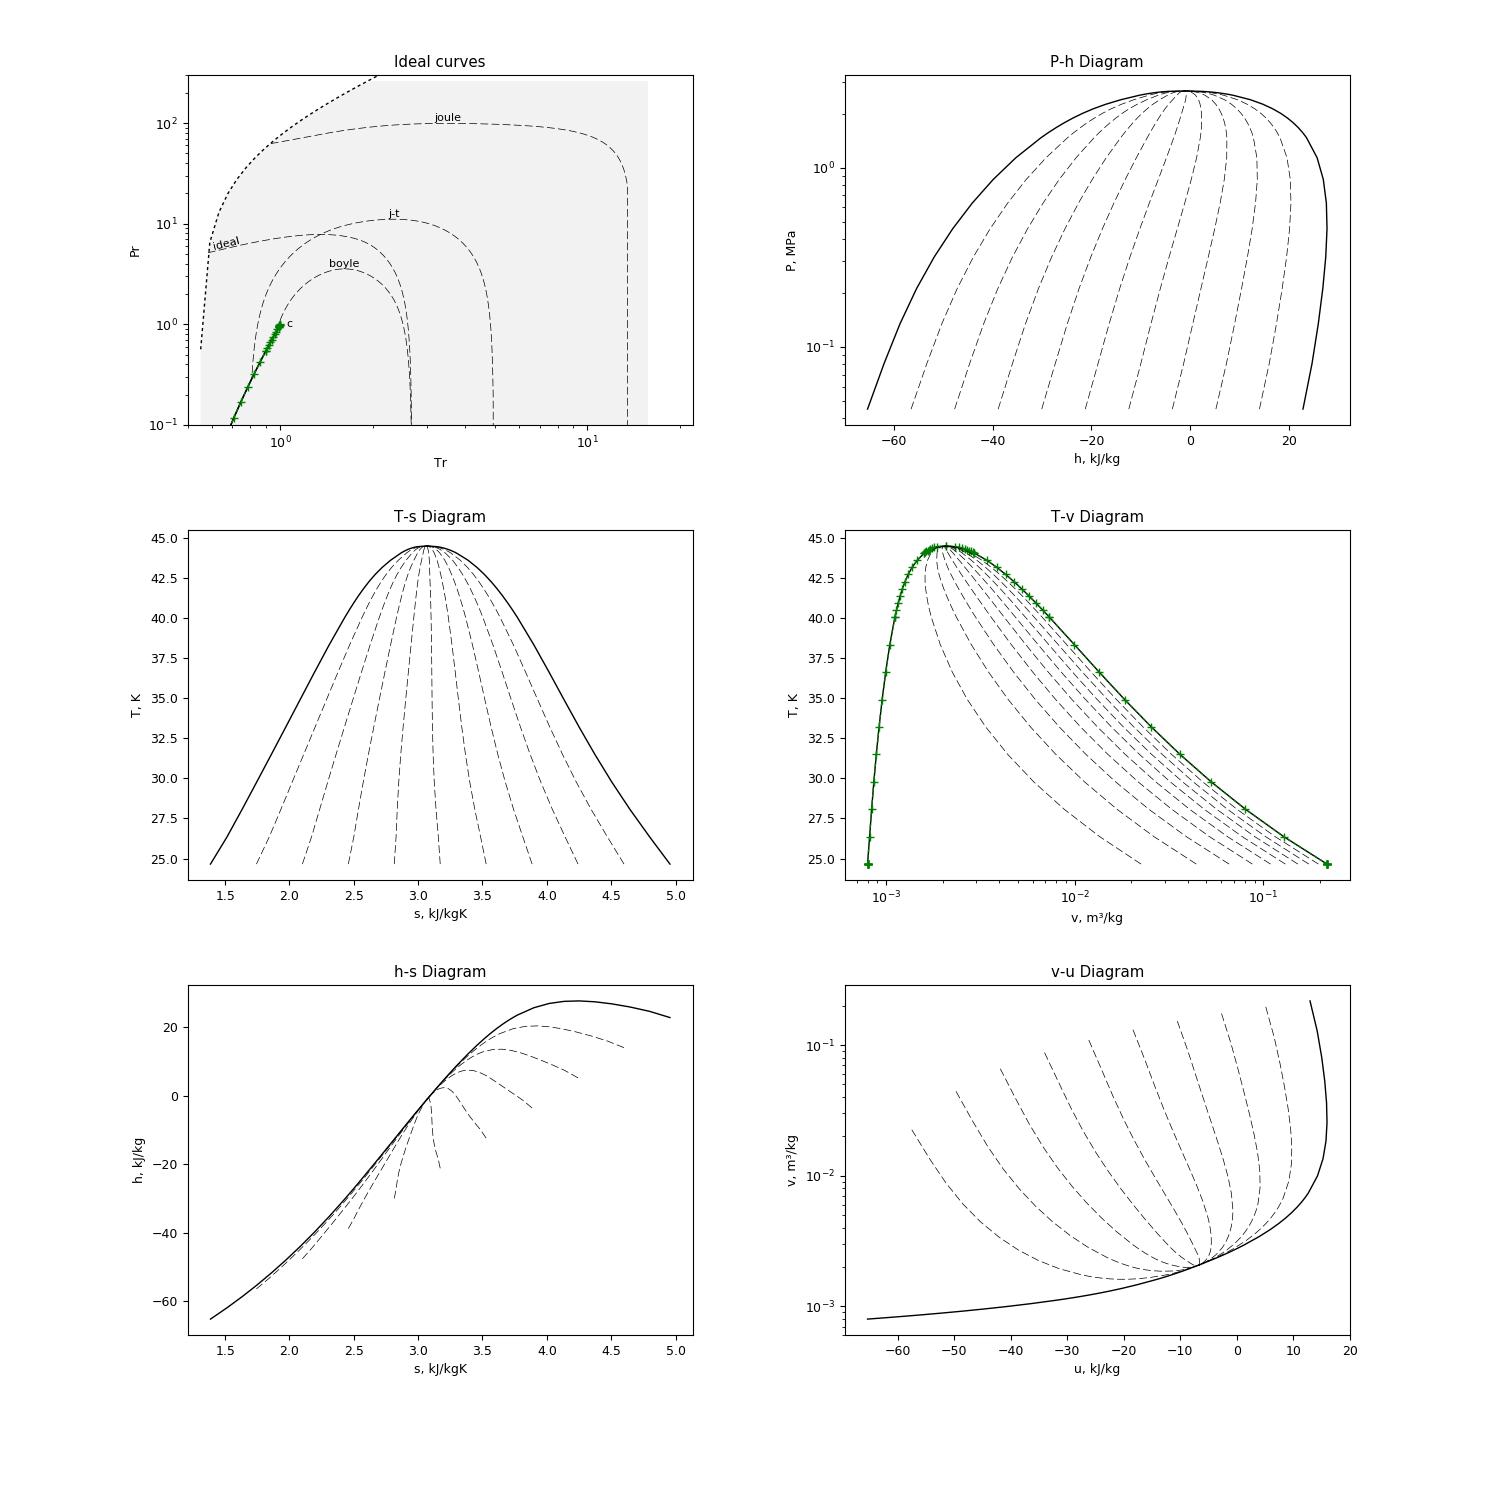 Ideal curves
Pr
10²
10¹
10⁰
10⁻¹
joule
j-t
ideal
boyle
c
10⁰
10¹
Tr
P-h Diagram
P, MPa
10⁰
10⁻¹
−60
−40
−20
0
20
h, kJ/kg
T-s Diagram
T, K
45.0
42.5
40.0
37.5
35.0
32.5
30.0
27.5
25.0
1.5
2.0
2.5
3.0
3.5
4.0
4.5
5.0
s, kJ/kgK
T-v Diagram
T, K
45.0
42.5
40.0
37.5
35.0
32.5
30.0
27.5
25.0
10⁻³
10⁻²
10⁻¹
v, m³/kg
h-s Diagram
h, kJ/kg
20
0
−20
−40
−60
1.5
2.0
2.5
3.0
3.5
4.0
4.5
5.0
s, kJ/kgK
v-u Diagram
v, m³/kg
10⁻¹
10⁻²
10⁻³
−60
−50
−40
−30
−20
−10
0
10
20
u, kJ/kg